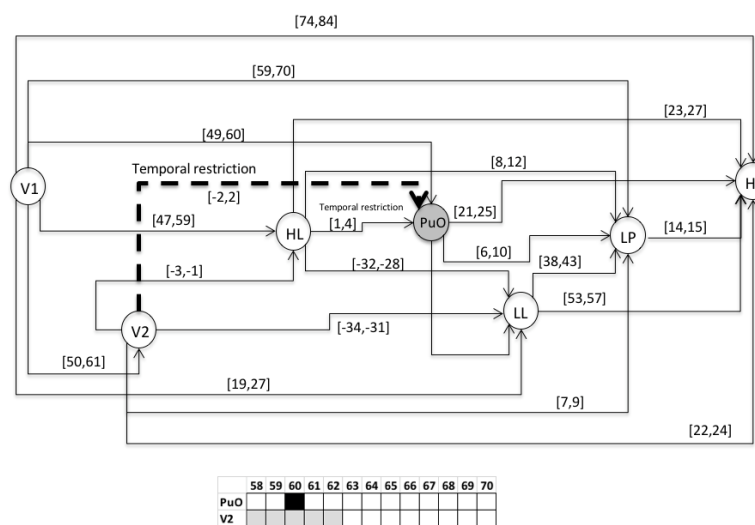 [74,84]
[59,70]
[23,27]
[49,60]
[8,12]
Temporal restriction
[-2,2]
H
V1
Temporal restriction
[21,25]
PuO
[47,59]
HL
[1,4]
LP
[14,15]
[6,10]
[-3,-1]
[-32,-28]
[38,43]
LL
[53,57]
V2
[-34,-31]
[50,61]
[19,27]
[7,9]
[22,24]
58 59 60 61 62 63 64 65 66 67 68 69 70
PuO
V2